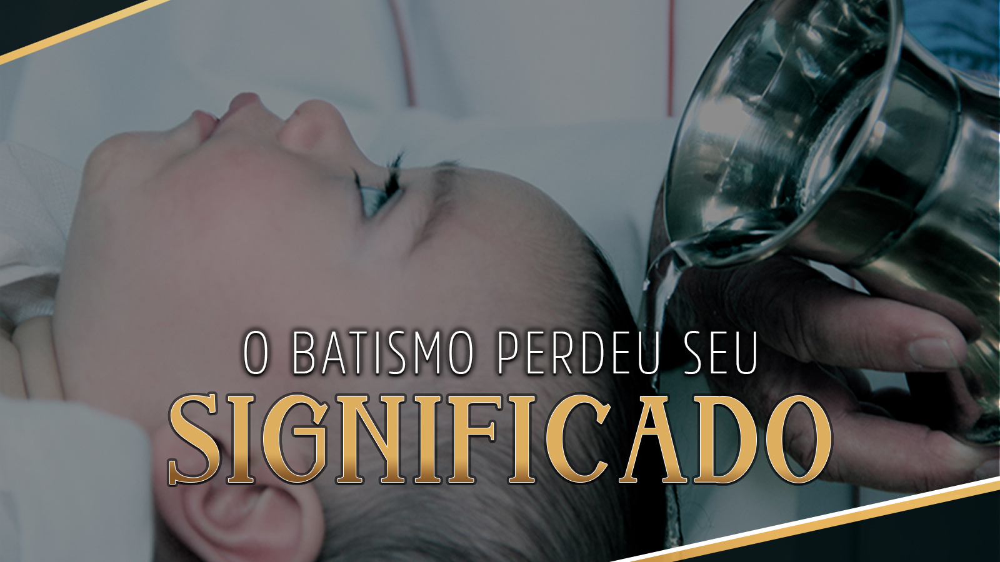 O BATISMO PERDEU SEU
SIGNIFICADO